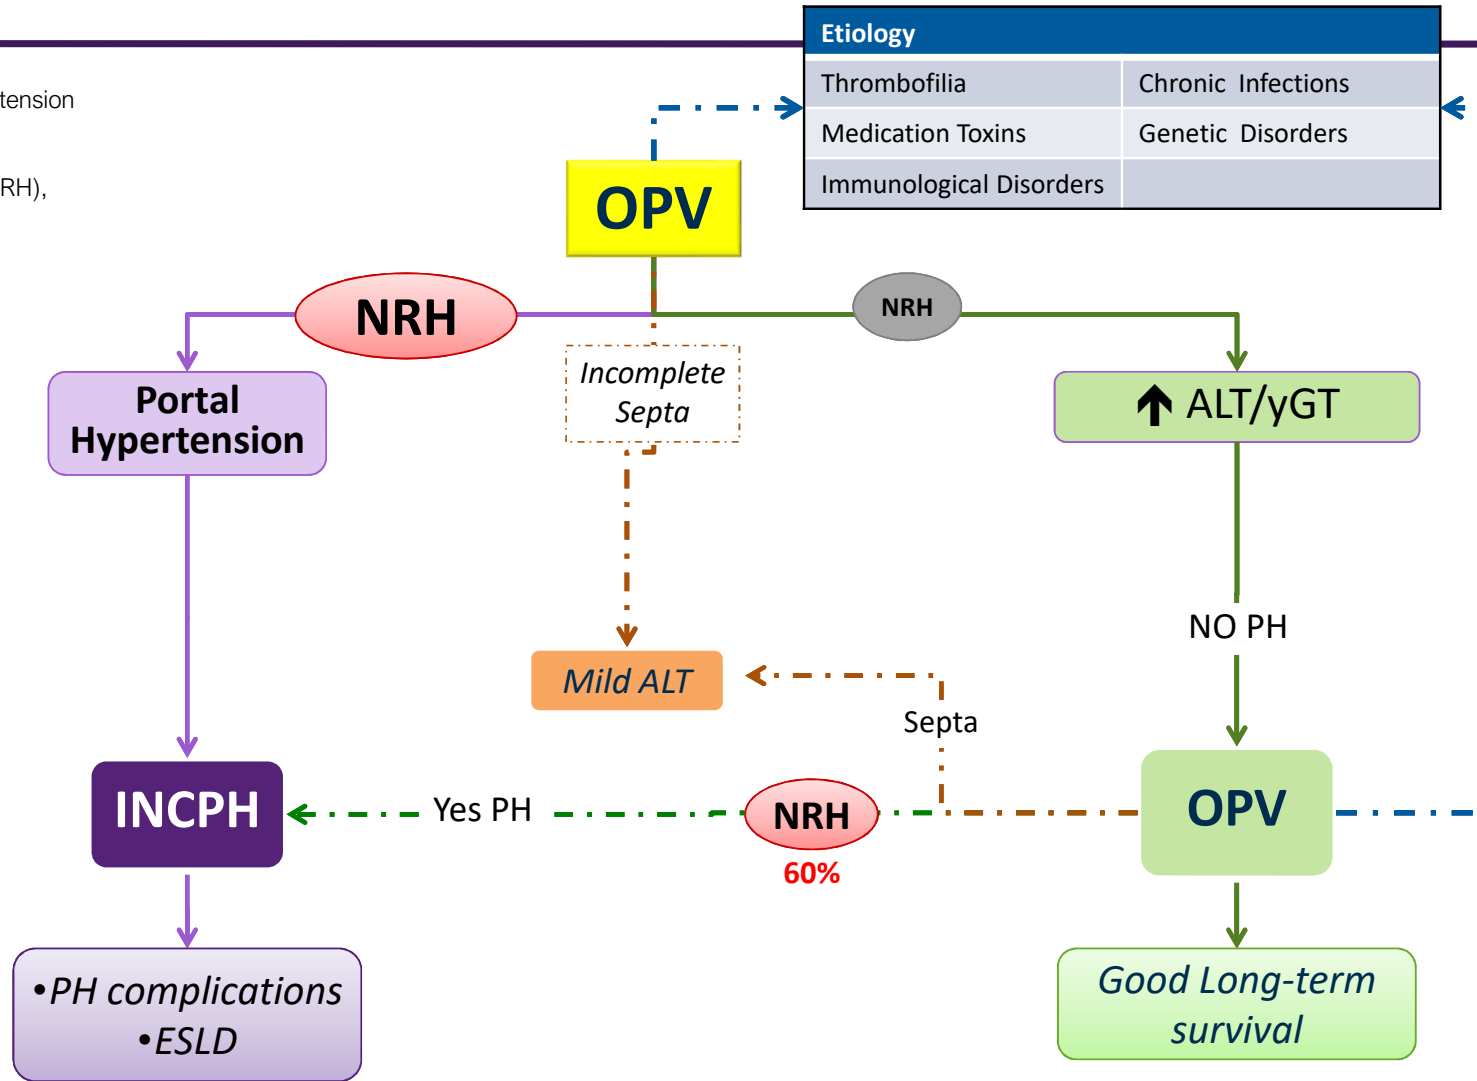 Etiology
tension
Thrombofilia
Chronic Infections
Medication Toxins
Genetic Disorders
RH),
Immunological Disorders
OPV
NRH
NRH
Incomplete
Septa
Portal
Hypertension
↑ ALT/yGT
NO PH
Mild ALT
Septa
INCPH
Yes PH
NRH
60%
OPV
•PH complications
•ESLD
Good Long-term
survival